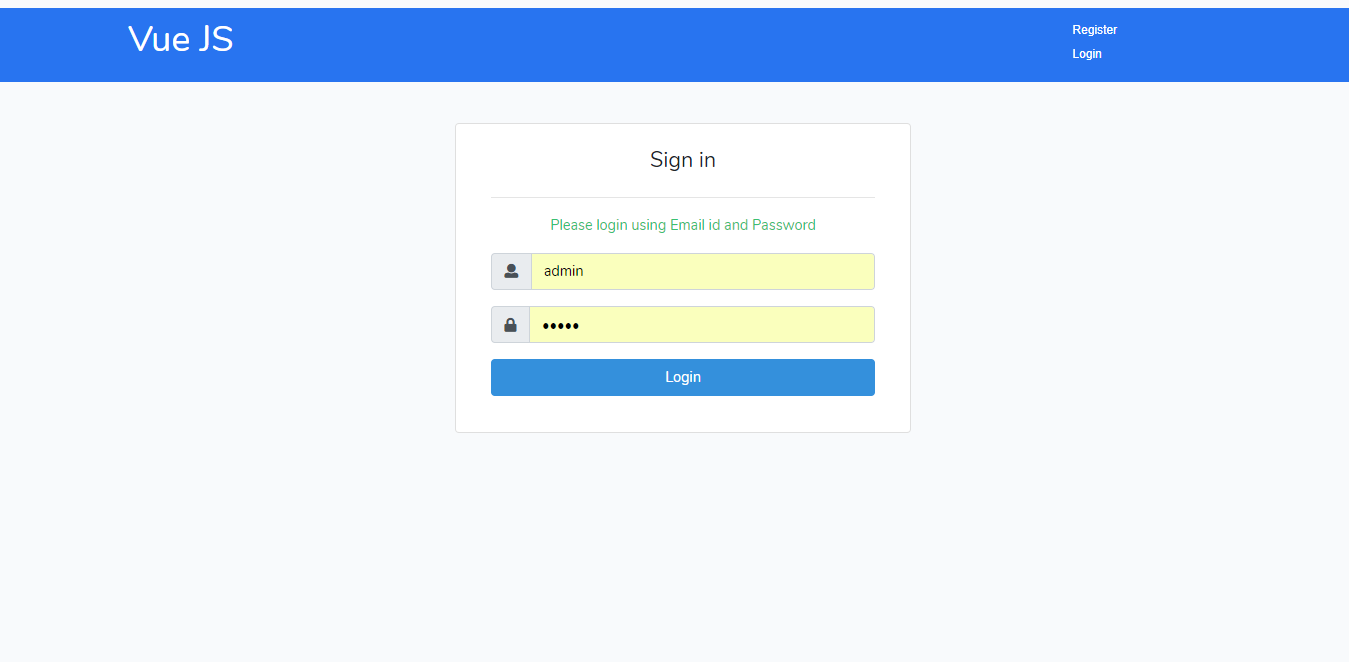 Vue JS
Register
Login
Sign in
Please login using Email id and Password
admin
•••••
Login